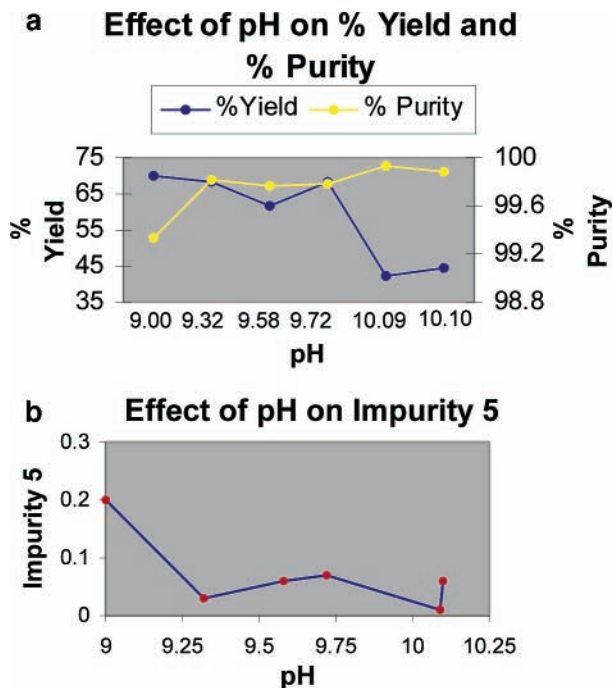 a Effect of pH on % Yield and
% Purity
%Yield % Purity
75 100
65 99.6
55
45 99.2
35 98.8
% Yield
% Purity
9.00 9.32 9.58 9.72 10.09 10.10
pH
b Effect of pH on Impurity 5
0.3
0.2
0.1
0
Impurity 5
9 9.25 9.5 9.75 10 10.25
pH